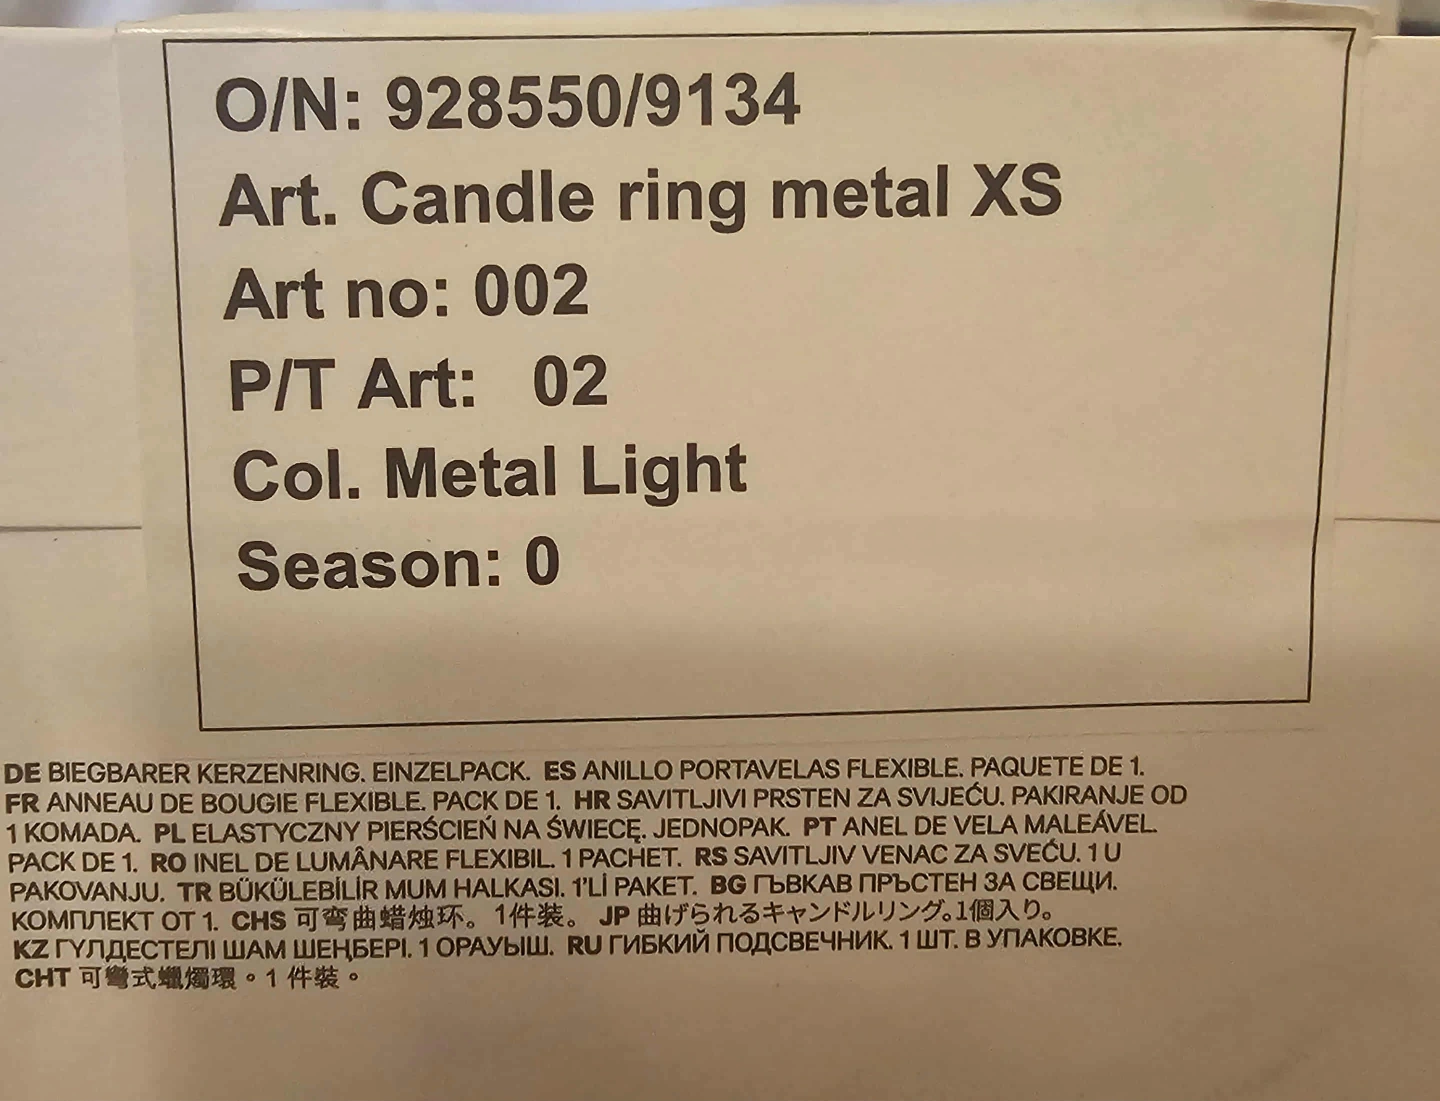 O/N: 928550/9134
Art. Candle ring metal XS
Art no: 002
P/T Art: 02
Col. Metal Light
Season: 0
DE BIEGBARER KERZENRING. EINZELPACK. ES ANILLO PORTAVELAS FLEXIBLE. PAQUETE DE 1.
FR ANNEAU DE BOUGIE FLEXIBLE. PACK DE 1. HR SAVITLJIVI PRSTEN ZA SVIJEĆU. PAKIRANJE OD
1 KOMADA. PL ELASTYCZNY PIERŚCIEŃ NA ŚWIECĘ. JEDNOPAK. PT ANEL DE VELA MALEÁVEL.
PACK DE 1. RO INEL DE LUMÂNARE FLEXIBIL. 1 PACHET. RS SAVITLJIV VENAC ZA SVEĆU. 1 U
PAKOVANJU. TR BÜKÜLEBİLİR MUM HALKASI. 1'Lİ PAKET. BG ГЪВКАВ ПРЪСТЕН ЗА СВЕЩИ.
КОМПЛЕКТ ОТ 1. CHS 可弯曲蜡烛环。1件装。 JP 曲げられるキャンドルリング。1個入り。
KZ ГҮЛДЕСТЕЛІ ШАМ ШЕҢБЕРІ. 1 ОРАУЫШ. RU ГИБКИЙ ПОДСВЕЧНИК. 1 ШТ. В УПАКОВКЕ.
CHT 可彎式蠟燭環。1 件裝。